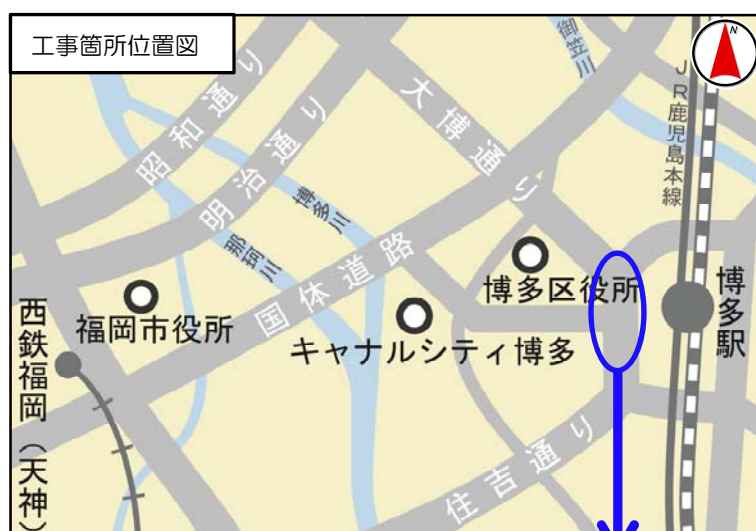 工事箇所位置図
N
御笠川
JR鹿児島本線
昭和通り
明治通り
大博通り
博多川
那珂川
国体道路
博多区役所
福岡市役所
キャナルシティ博多
博多駅
西鉄福岡(天神)
住吉通り